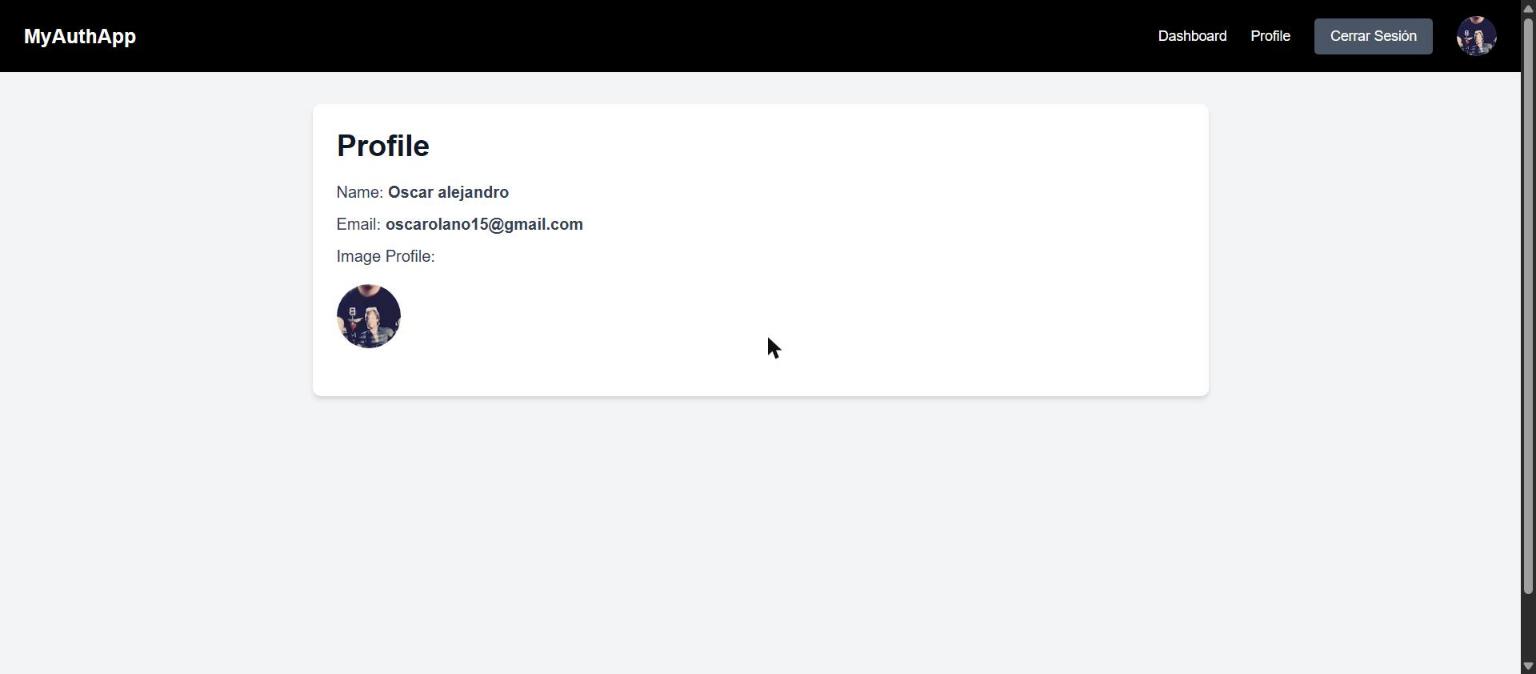 MyAuthApp
Dashboard Profile Cerrar Sesión
Profile
Name: Oscar alejandro
Email: oscarolano15@gmail.com
Image Profile: